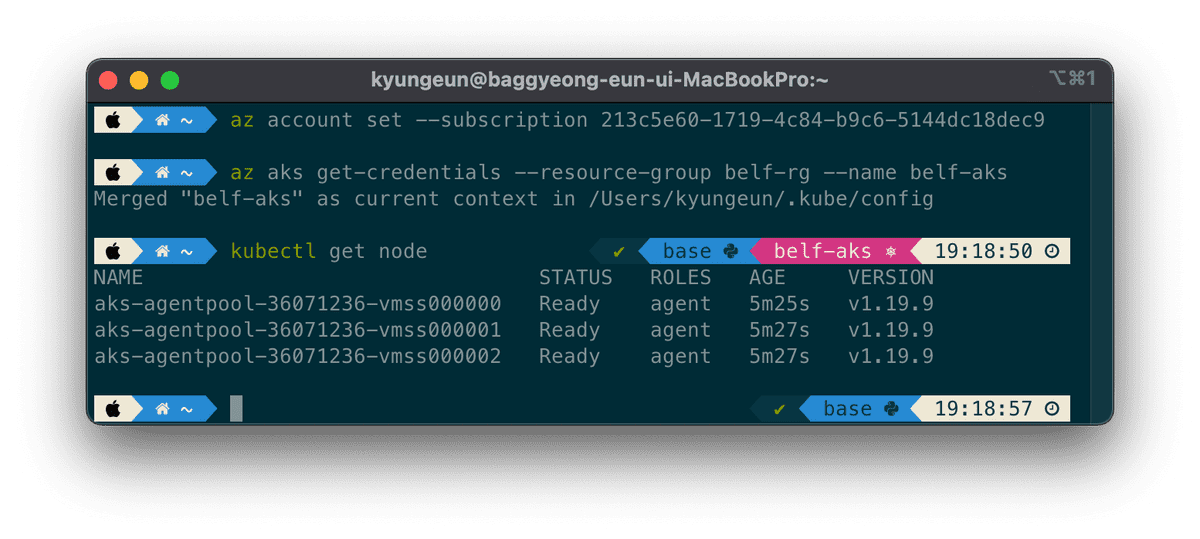 kyungeun@baggyeong-eun-ui-MacBookPro:~ ⌥⌘1
~ az account set --subscription 213c5e60-1719-4c84-b9c6-5144dc18dec9
~ az aks get-credentials --resource-group belf-rg --name belf-aks
Merged "belf-aks" as current context in /Users/kyungeun/.kube/config
~ kubectl get node ✔ base belf-aks 19:18:50
NAME STATUS ROLES AGE VERSION
aks-agentpool-36071236-vmss000000 Ready agent 5m25s v1.19.9
aks-agentpool-36071236-vmss000001 Ready agent 5m27s v1.19.9
aks-agentpool-36071236-vmss000002 Ready agent 5m27s v1.19.9
~ ✔ base 19:18:57